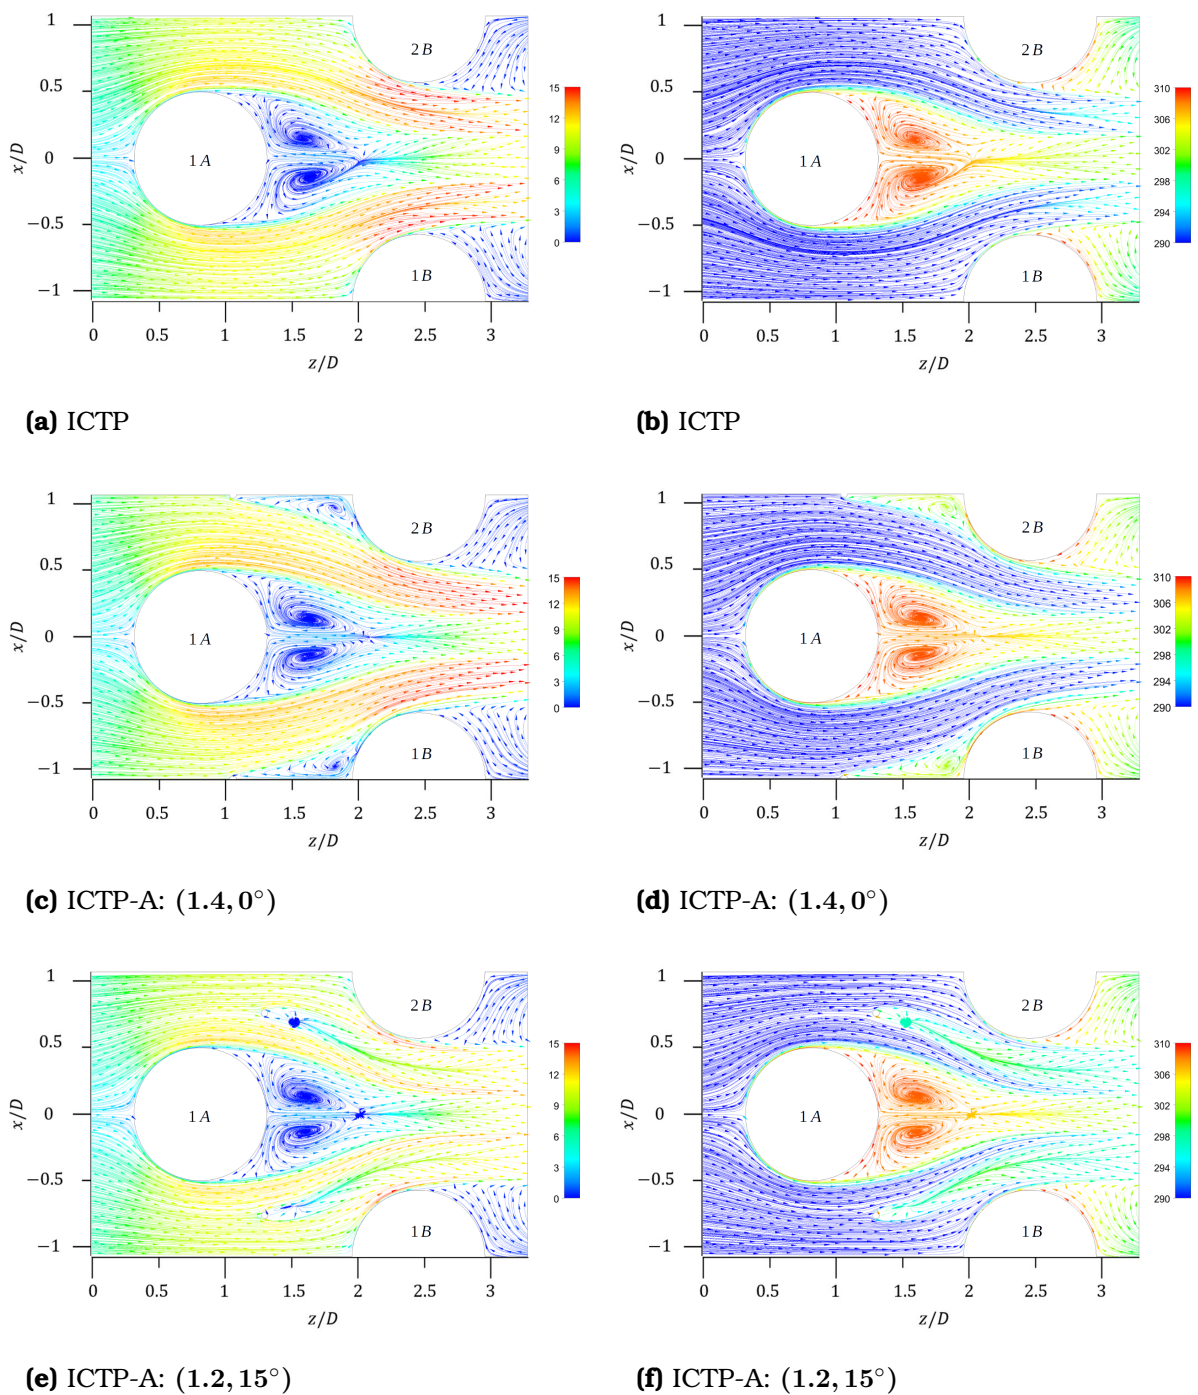 1
0.5
0
−0.5
−1
x/D
2B
1A
1B
15
12
9
6
3
0
0 0.5 1 1.5 2 2.5 3
z/D
(a) ICTP
1
0.5
0
−0.5
−1
x/D
2B
1A
1B
310
306
302
298
294
290
0 0.5 1 1.5 2 2.5 3
z/D
(b) ICTP
1
0.5
0
−0.5
−1
x/D
2B
1A
1B
15
12
9
6
3
0
0 0.5 1 1.5 2 2.5 3
z/D
(c) ICTP-A: (1.4, 0°)
1
0.5
0
−0.5
−1
x/D
2B
1A
1B
310
306
302
298
294
290
0 0.5 1 1.5 2 2.5 3
z/D
(d) ICTP-A: (1.4, 0°)
1
0.5
0
−0.5
−1
x/D
2B
1A
1B
15
12
9
6
3
0
0 0.5 1 1.5 2 2.5 3
z/D
(e) ICTP-A: (1.2, 15°)
1
0.5
0
−0.5
−1
x/D
2B
1A
1B
310
306
302
298
294
290
0 0.5 1 1.5 2 2.5 3
z/D
(f) ICTP-A: (1.2, 15°)